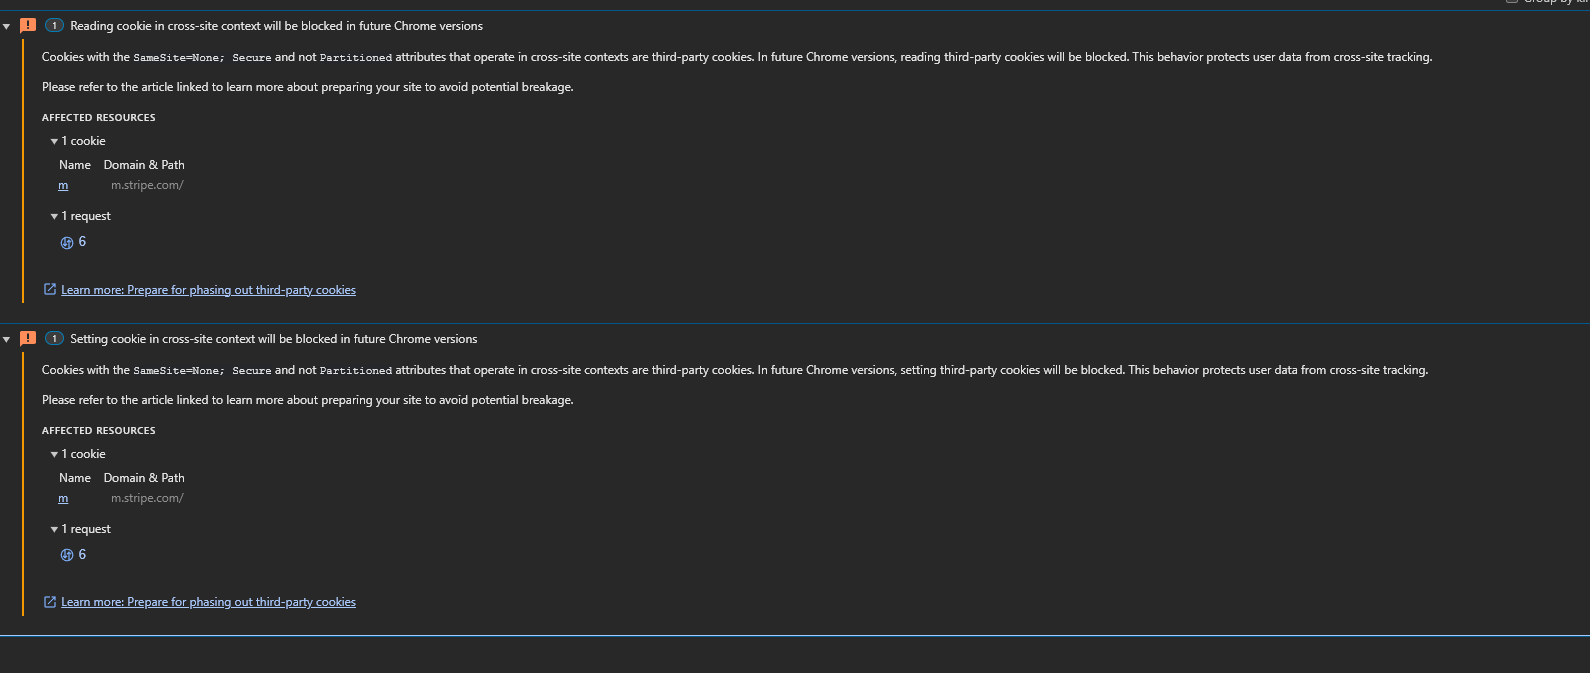 Group by
1 Reading cookie in cross-site context will be blocked in future Chrome versions
Cookies with the SameSite=None; Secure and not Partitioned attributes that operate in cross-site contexts are third-party cookies. In future Chrome versions, reading third-party cookies will be blocked. This behavior protects user data from cross-site tracking.
Please refer to the article linked to learn more about preparing your site to avoid potential breakage.
AFFECTED RESOURCES
1 cookie
Name Domain & Path
m m.stripe.com/
1 request
6
Learn more: Prepare for phasing out third-party cookies
1 Setting cookie in cross-site context will be blocked in future Chrome versions
Cookies with the SameSite=None; Secure and not Partitioned attributes that operate in cross-site contexts are third-party cookies. In future Chrome versions, setting third-party cookies will be blocked. This behavior protects user data from cross-site tracking.
Please refer to the article linked to learn more about preparing your site to avoid potential breakage.
AFFECTED RESOURCES
1 cookie
Name Domain & Path
m m.stripe.com/
1 request
6
Learn more: Prepare for phasing out third-party cookies